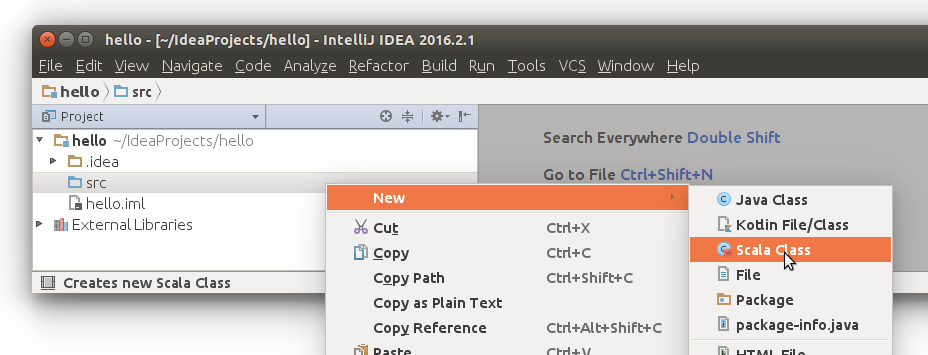 hello - [~/IdeaProjects/hello] - IntelliJ IDEA 2016.2.1
File Edit View Navigate Code Analyze Refactor Build Run Tools VCS Window Help
hello src
Project
hello ~/IdeaProjects/hello
.idea
src
hello.iml
External Libraries
Search Everywhere Double Shift
Go to File Ctrl+Shift+N
New
Cut Ctrl+X
Copy Ctrl+C
Copy Path Ctrl+Shift+C
Copy as Plain Text
Copy Reference Ctrl+Alt+Shift+C
Paste Ctrl+V
Java Class
Kotlin File/Class
Scala Class
File
Package
package-info.java
HTML File
Creates new Scala Class